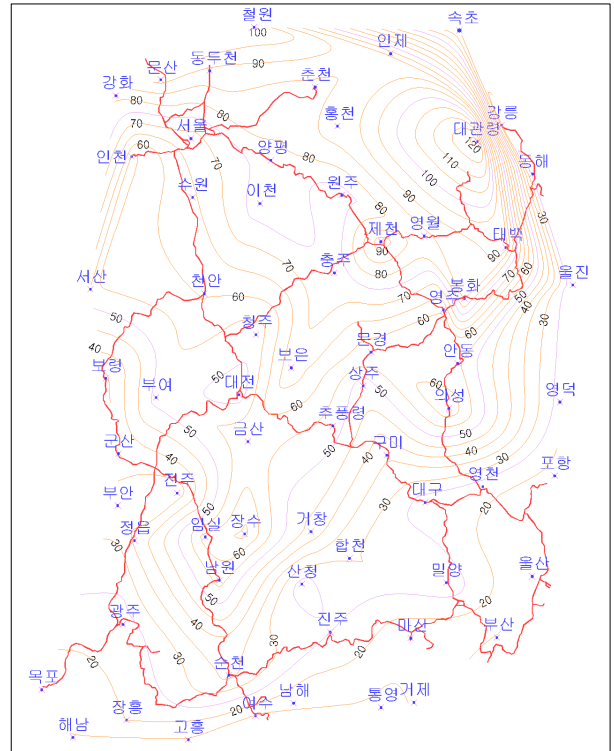 철원
속초
100
인제
90
동두천
문산
춘천
강화
80
80
홍천
강릉
70
서울
대관령
120
60
인천
양평
80
110
동해
70
100
수원
이천
원주
90
30
80
제천
영월
태백
90
90
70
충주
80
60
서산
천안
60
70
봉화
70
울진
50
영주
50
40
50
청주
60
60
30
40
문경
보은
안동
보령
50
상주
60
부여
대전
의성
영덕
60
추풍령
50
군산
금산
50
50
구미
40
40
30
포항
전주
영천
30
부안
50
대구
20
정읍
임실
장수
거창
30
60
합천
남원
산청
밀양
울산
50
40
20
광주
진주
마산
부산
40
30
20
30
순천
20
목포
남해
거제
장흥
20
여수
통영
해남
고흥